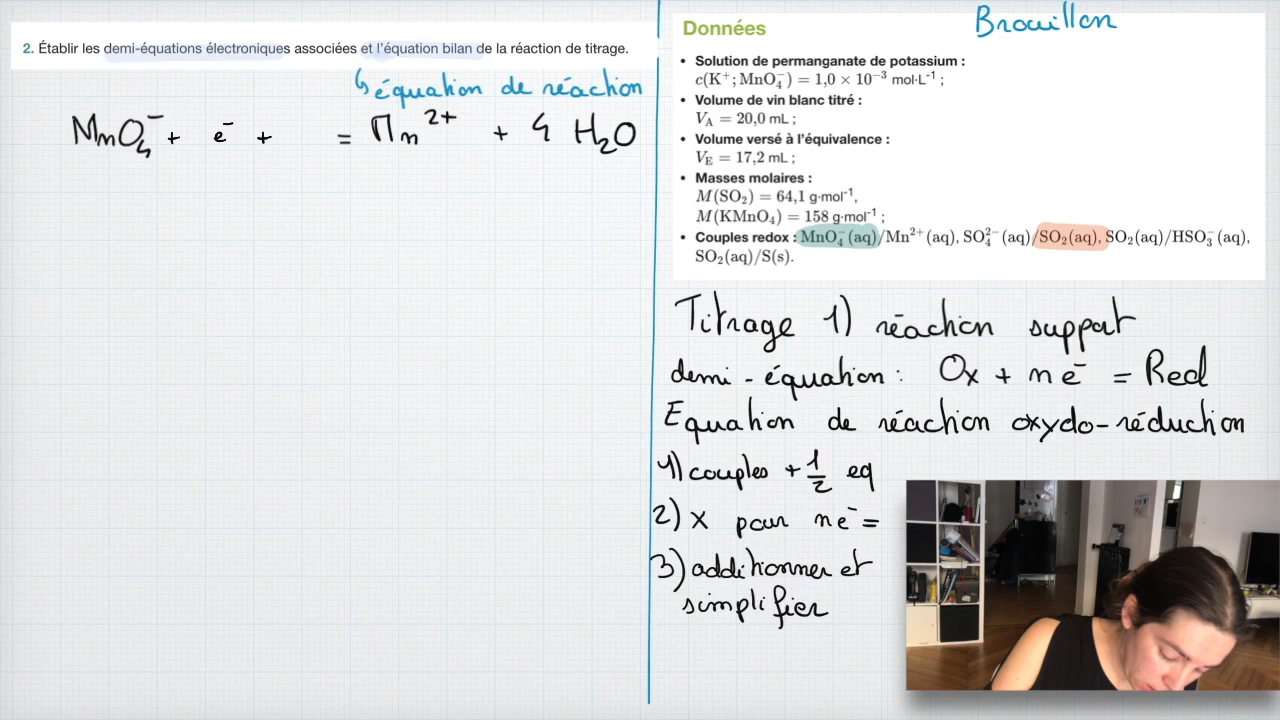 2. Établir les demi-équations électroniques associées et l'équation bilan de la réaction de titrage.
↳ équation de réaction
MnO₄⁻ + e⁻ + = Mn²⁺ + 4 H₂O
Brouillon
Données
• Solution de permanganate de potassium :
c(K⁺; MnO₄⁻) = 1,0 × 10⁻³ mol·L⁻¹ ;
• Volume de vin blanc titré :
V_A = 20,0 mL ;
• Volume versé à l'équivalence :
V_E = 17,2 mL ;
• Masses molaires :
M(SO₂) = 64,1 g·mol⁻¹,
M(KMnO₄) = 158 g·mol⁻¹ ;
• Couples redox : MnO₄⁻(aq)/Mn²⁺(aq), SO₄²⁻(aq)/SO₂(aq), SO₂(aq)/HSO₃⁻(aq),
SO₂(aq)/S(s).
Titrage 1) réaction support
demi-équation : Ox + n e⁻ = Red
Equation de réaction oxydo-réduction
1) couples + 1/2 eq
2) x pour n e⁻ =
3) additionner et
simplifier